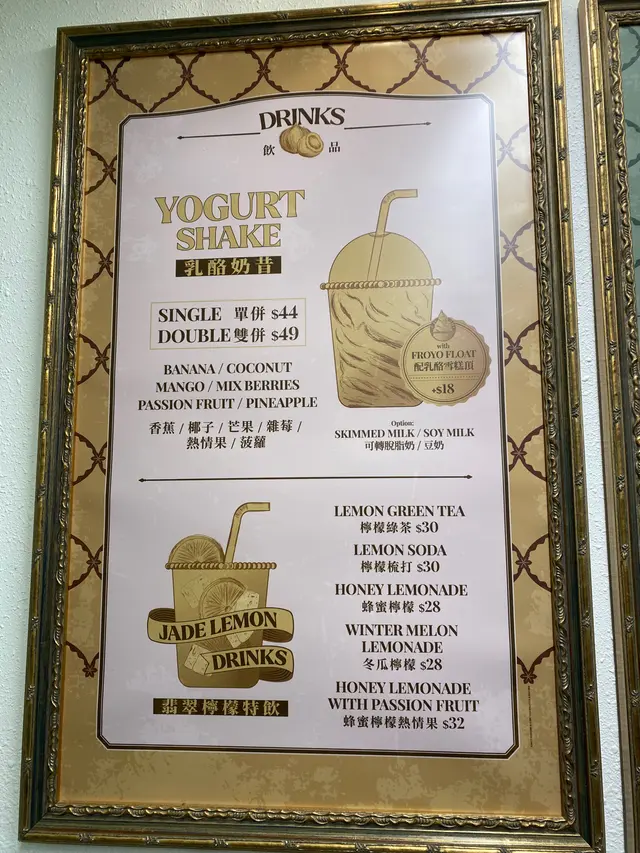 DRINKS
飲 品
YOGURT
SHAKE
乳酪奶昔
SINGLE 單併 $44
DOUBLE 雙併 $49
BANANA / COCONUT
MANGO / MIX BERRIES
PASSION FRUIT / PINEAPPLE
香蕉 / 椰子 / 芒果 / 雜莓 /
熱情果 / 菠蘿
with
FROYO FLOAT
配乳酪雪糕頂
+$18
Option:
SKIMMED MILK / SOY MILK
可轉脫脂奶 / 豆奶
JADE LEMON
DRINKS
翡翠檸檬特飲
LEMON GREEN TEA
檸檬綠茶 $30
LEMON SODA
檸檬梳打 $30
HONEY LEMONADE
蜂蜜檸檬 $28
WINTER MELON
LEMONADE
冬瓜檸檬 $28
HONEY LEMONADE
WITH PASSION FRUIT
蜂蜜檸檬熱情果 $32